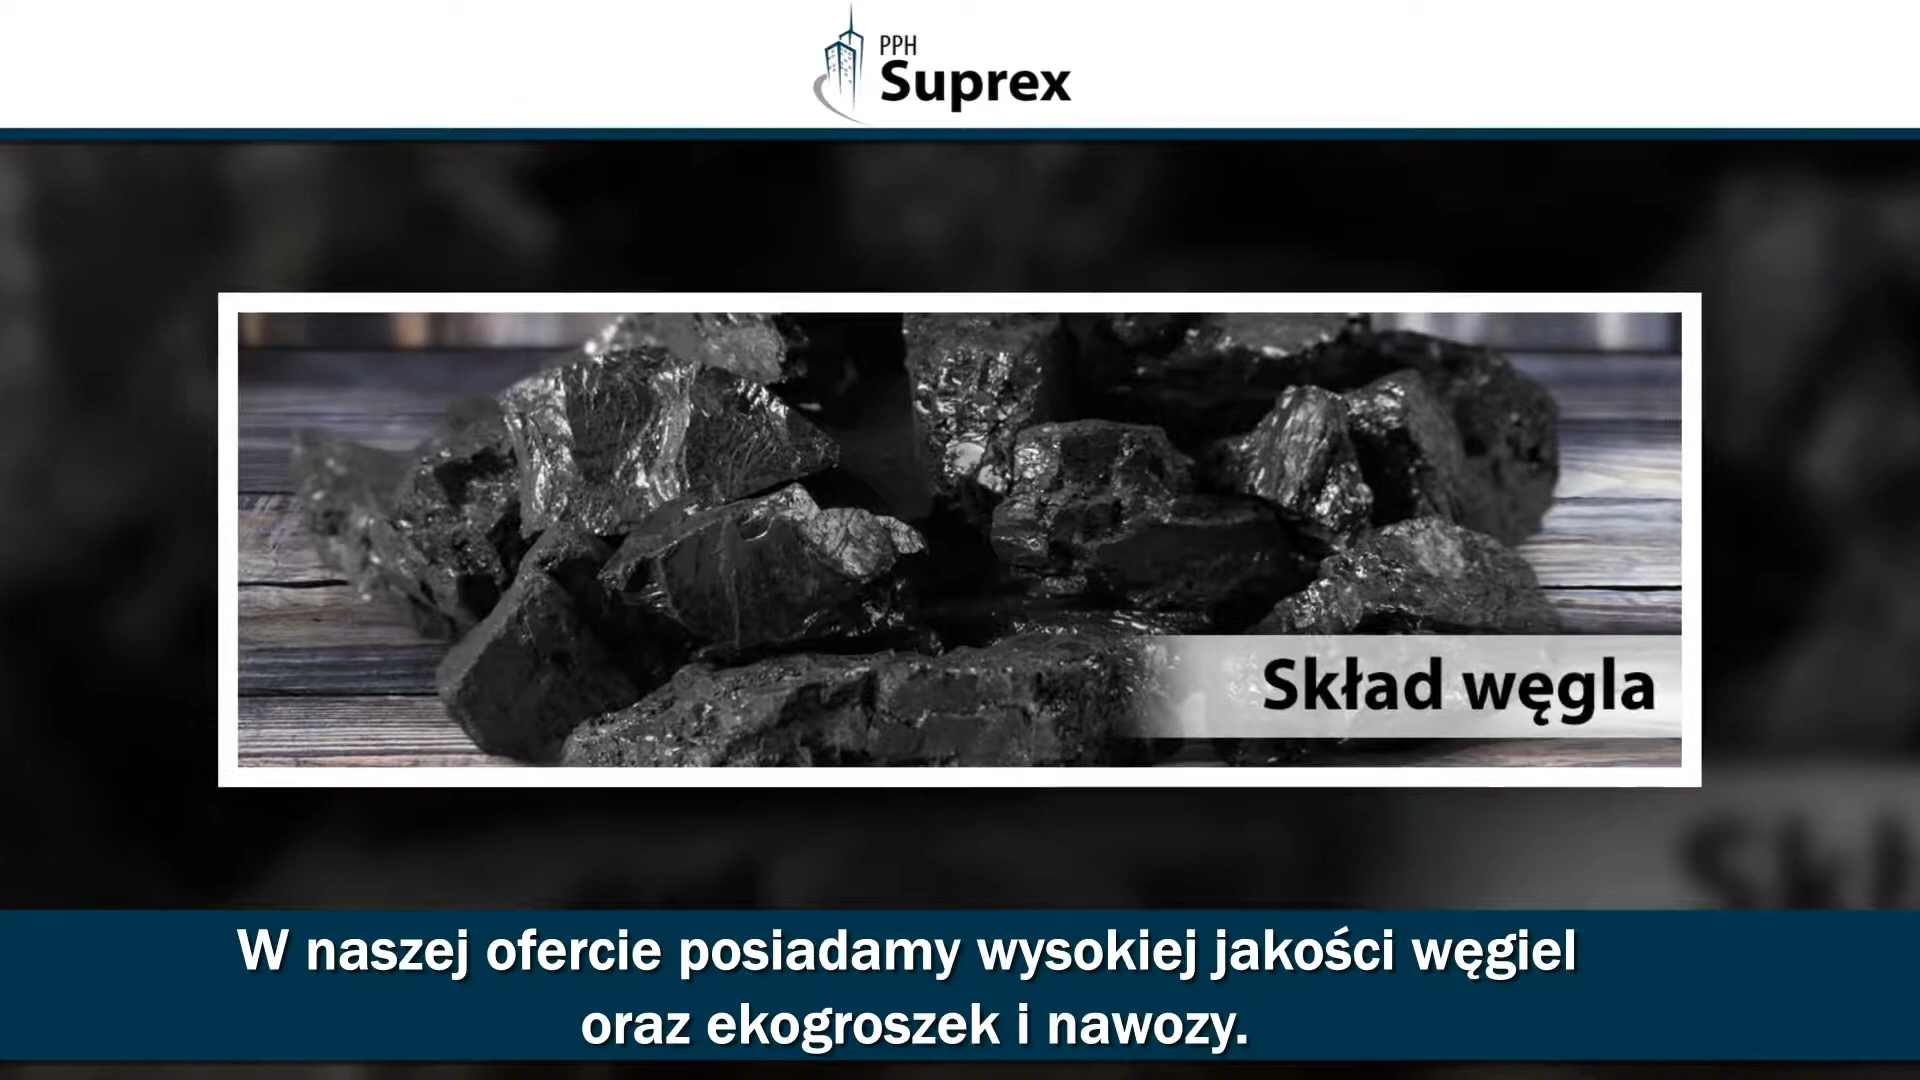 PPH
Suprex
Skład węgla
W naszej ofercie posiadamy wysokiej jakości węgiel
oraz ekogroszek i nawozy.